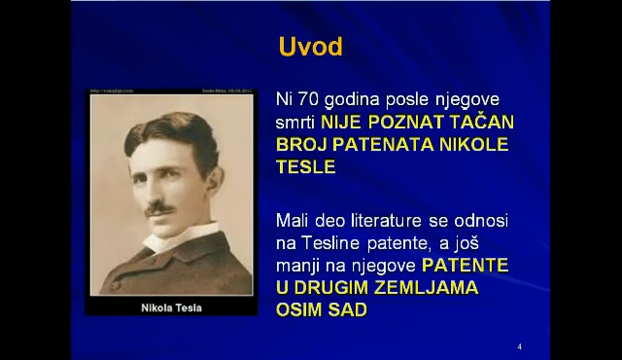 Uvod
Ni 70 godina posle njegove
smrti NIJE POZNAT TAČAN
BROJ PATENATA NIKOLE
TESLE
Mali deo literature se odnosi
na Tesline patente, a još
manji na njegove PATENTE
U DRUGIM ZEMLJAMA
OSIM SAD
Nikola Tesla
4